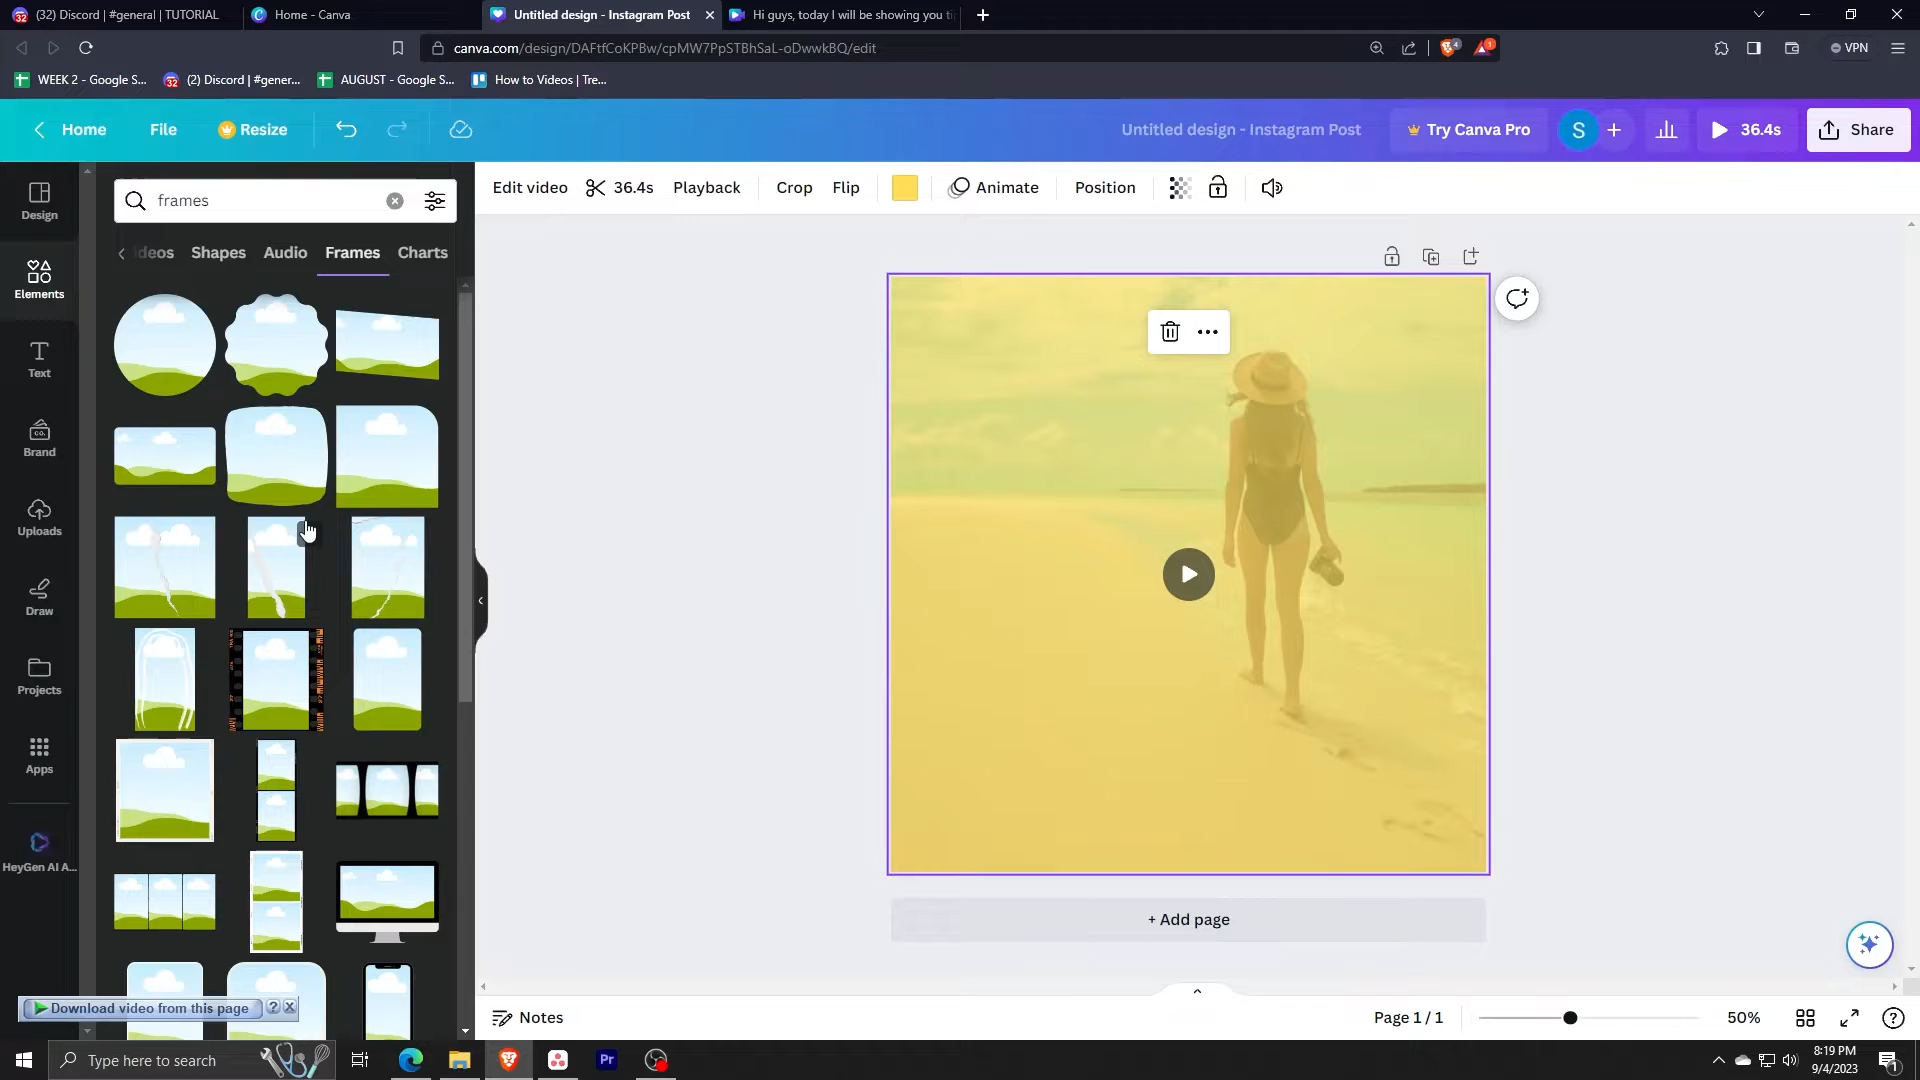 (32) Discord | #general | TUTORIAL
Home - Canva
Untitled design - Instagram Post
Hi guys, today I will be showing you ti
canva.com/design/DAFtfCoKPBw/cpMW7PpSTBhSaL-oDwwkBQ/edit
4
1
VPN
WEEK 2 - Google S...
(2) Discord | #gener...
AUGUST - Google S...
How to Videos | Tre...
Home
File
Resize
Untitled design - Instagram Post
Try Canva Pro
S
36.4s
Share
frames
Edit video
36.4s
Playback
Crop
Flip
Animate
Position
deos
Shapes
Audio
Frames
Charts
Design
Elements
Text
Brand
Uploads
Draw
Projects
Apps
HeyGen AI A...
+ Add page
Download video from this page
Notes
Page 1 / 1
50%
Type here to search
Pr
8:19 PM
9/4/2023
1